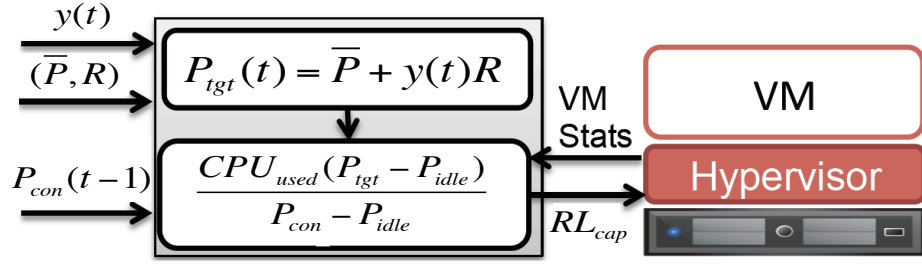 y(t)
(P̅, R)
P_con(t−1)
P_tgt(t) = P̅ + y(t)R
CPU_used(P_tgt − P_idle)
P_con − P_idle
VM
Stats
RL_cap
VM
Hypervisor